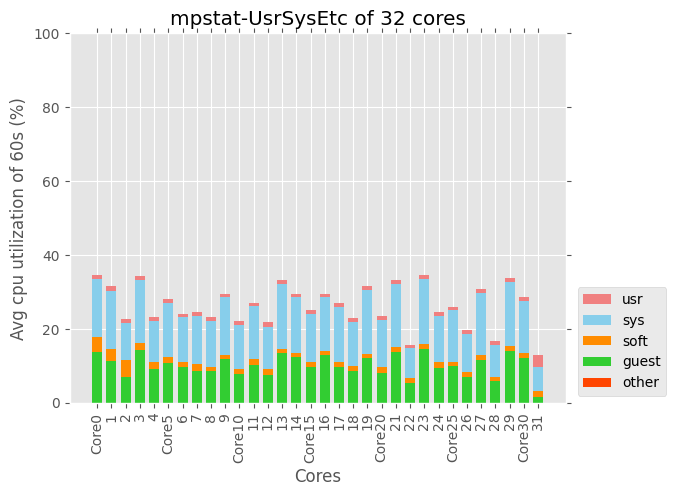 mpstat-UsrSysEtc of 32 cores
Avg cpu utilization of 60s (%)
100
80
60
40
20
0
Core0
1
2
3
4
Core5
6
7
8
9
Core10
11
12
13
14
Core15
16
17
18
19
Core20
21
22
23
24
Core25
26
27
28
29
Core30
31
Cores
usr
sys
soft
guest
other